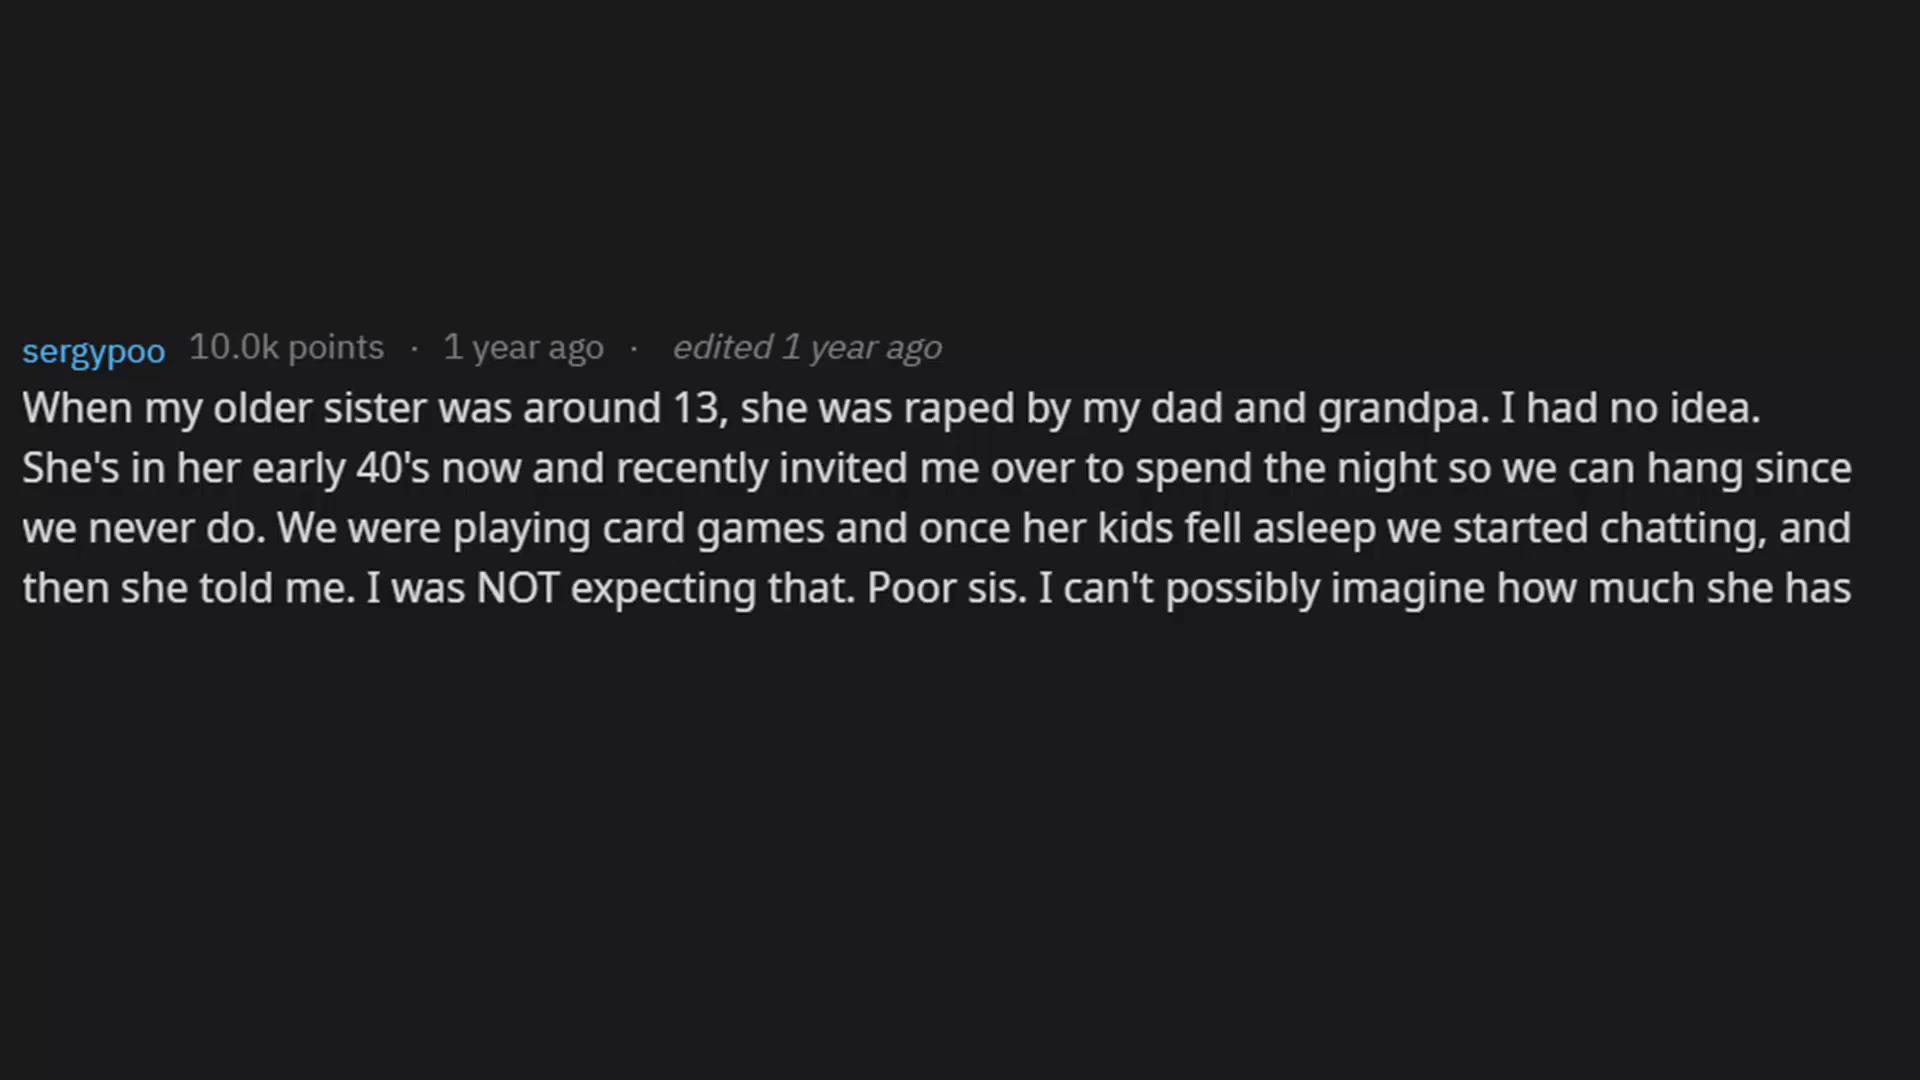 sergypoo 10.0k points · 1 year ago · edited 1 year ago
When my older sister was around 13, she was raped by my dad and grandpa. I had no idea.
She's in her early 40's now and recently invited me over to spend the night so we can hang since
we never do. We were playing card games and once her kids fell asleep we started chatting, and
then she told me. I was NOT expecting that. Poor sis. I can't possibly imagine how much she has